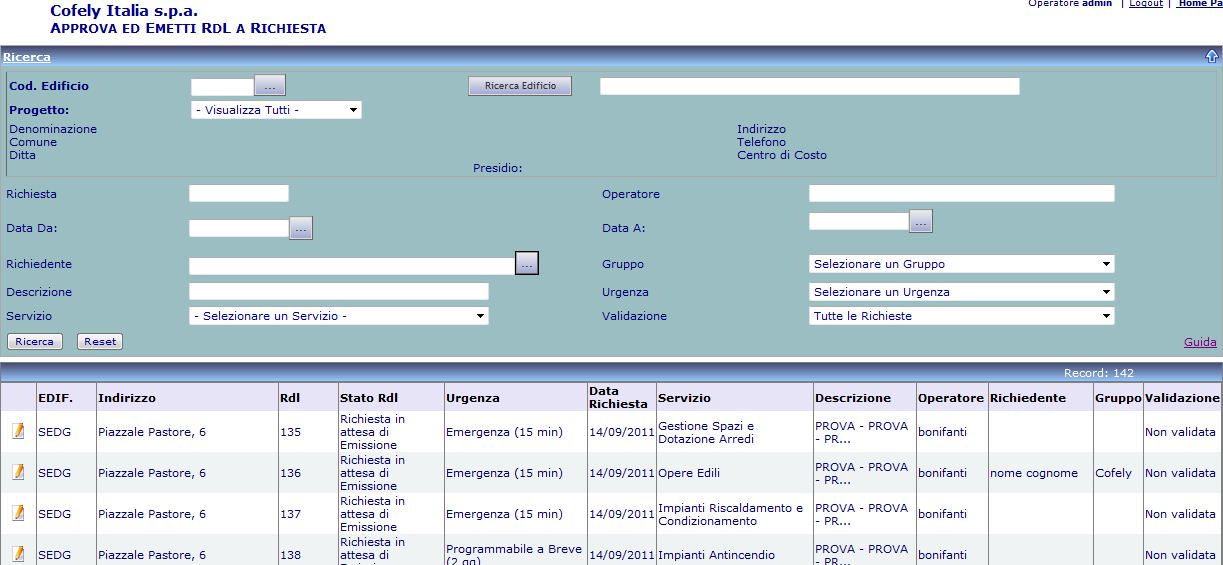 Cofely Italia s.p.a.
Operatore admin | Logout | Home Pa
APPROVA ED EMETTI RDL A RICHIESTA
Ricerca
Cod. Edificio ... Ricerca Edificio
Progetto: - Visualizza Tutti -
Denominazione Indirizzo
Comune Telefono
Ditta Centro di Costo
Presidio:
Richiesta Operatore
Data Da: ... Data A: ...
Richiedente ... Gruppo Selezionare un Gruppo
Descrizione Urgenza Selezionare un Urgenza
Servizio - Selezionare un Servizio - Validazione Tutte le Richieste
Ricerca Reset Guida
Record: 142
EDIF. Indirizzo Rdl Stato Rdl Urgenza Data Richiesta Servizio Descrizione Operatore Richiedente Gruppo Validazione
SEDG Piazzale Pastore, 6 135 Richiesta in attesa di Emissione Emergenza (15 min) 14/09/2011 Gestione Spazi e Dotazione Arredi PROVA - PROVA - PR... bonifanti Non validata
SEDG Piazzale Pastore, 6 136 Richiesta in attesa di Emissione Emergenza (15 min) 14/09/2011 Opere Edili PROVA - PROVA - PR... bonifanti nome cognome Cofely Non validata
SEDG Piazzale Pastore, 6 137 Richiesta in attesa di Emissione Emergenza (15 min) 14/09/2011 Impianti Riscaldamento e Condizionamento PROVA - PROVA - PR... bonifanti Non validata
SEDG Piazzale Pastore, 6 138 Richiesta in attesa di Programmabile a Breve (2 gg) 14/09/2011 Impianti Antincendio PROVA - PROVA - PR... bonifanti Non validata